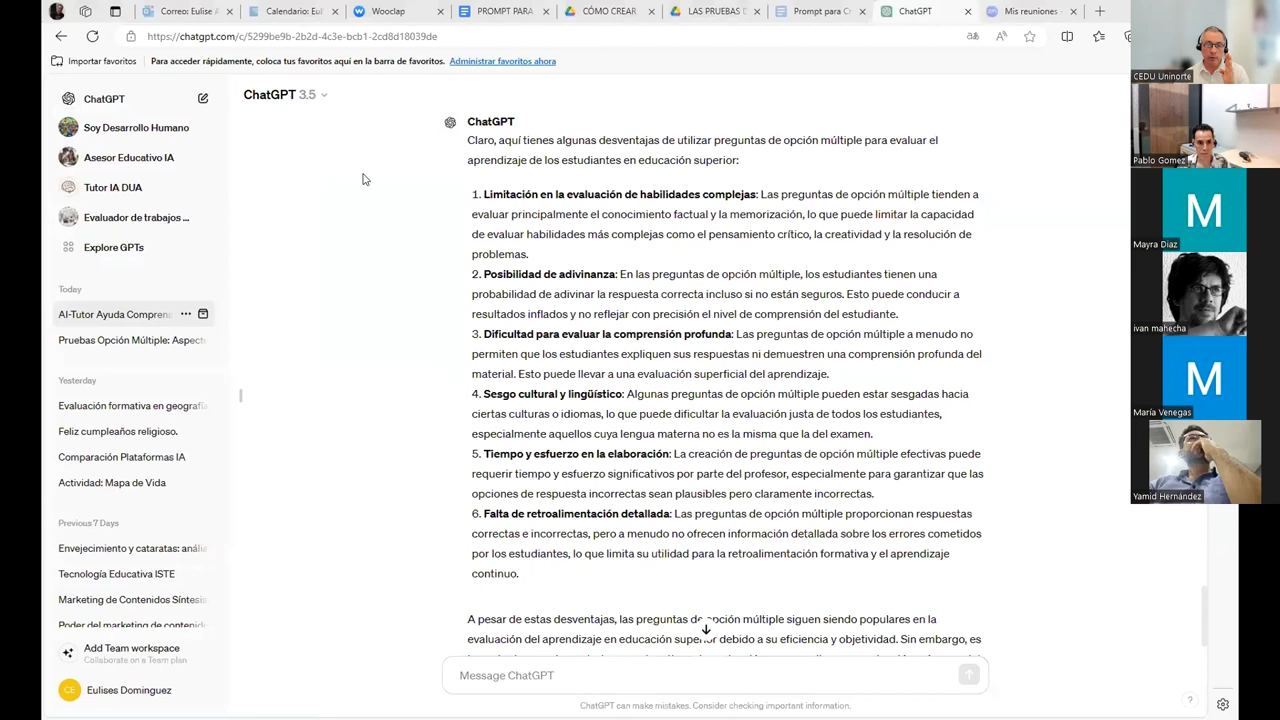 Correo: Eulise A
Calendario: Eul
Wooclap
PROMPT PARA
CÓMO CREAR
LAS PRUEBAS D
Prompt para C
ChatGPT
Mis reuniones -
https://chatgpt.com/c/5299be9b-2b2d-4c3e-bcb1-2cd8d18039de
Importar favoritos
Para acceder rápidamente, coloca tus favoritos aquí en la barra de favoritos. Administrar favoritos ahora
ChatGPT
Soy Desarrollo Humano
Asesor Educativo IA
Tutor IA DUA
Evaluador de trabajos ...
Explore GPTs
Today
AI-Tutor Ayuda Comprens
Pruebas Opción Múltiple: Aspect
Yesterday
Evaluación formativa en geografía
Feliz cumpleaños religioso.
Comparación Plataformas IA
Actividad: Mapa de Vida
Previous 7 Days
Envejecimiento y cataratas: anális
Tecnología Educativa ISTE
Marketing de Contenidos Síntesis
Poder del marketing de contenid
Add Team workspace
Collaborate on a Team plan
CE
Eulises Dominguez
ChatGPT 3.5
ChatGPT
Claro, aquí tienes algunas desventajas de utilizar preguntas de opción múltiple para evaluar el
aprendizaje de los estudiantes en educación superior:
1. Limitación en la evaluación de habilidades complejas: Las preguntas de opción múltiple tienden a
evaluar principalmente el conocimiento factual y la memorización, lo que puede limitar la capacidad
de evaluar habilidades más complejas como el pensamiento crítico, la creatividad y la resolución de
problemas.
2. Posibilidad de adivinanza: En las preguntas de opción múltiple, los estudiantes tienen una
probabilidad de adivinar la respuesta correcta incluso si no están seguros. Esto puede conducir a
resultados inflados y no reflejar con precisión el nivel de comprensión del estudiante.
3. Dificultad para evaluar la comprensión profunda: Las preguntas de opción múltiple a menudo no
permiten que los estudiantes expliquen sus respuestas ni demuestren una comprensión profunda del
material. Esto puede llevar a una evaluación superficial del aprendizaje.
4. Sesgo cultural y lingüístico: Algunas preguntas de opción múltiple pueden estar sesgadas hacia
ciertas culturas o idiomas, lo que puede dificultar la evaluación justa de todos los estudiantes,
especialmente aquellos cuya lengua materna no es la misma que la del examen.
5. Tiempo y esfuerzo en la elaboración: La creación de preguntas de opción múltiple efectivas puede
requerir tiempo y esfuerzo significativos por parte del profesor, especialmente para garantizar que las
opciones de respuesta incorrectas sean plausibles pero claramente incorrectas.
6. Falta de retroalimentación detallada: Las preguntas de opción múltiple proporcionan respuestas
correctas e incorrectas, pero a menudo no ofrecen información detallada sobre los errores cometidos
por los estudiantes, lo que limita su utilidad para la retroalimentación formativa y el aprendizaje
continuo.
A pesar de estas desventajas, las preguntas de opción múltiple siguen siendo populares en la
evaluación del aprendizaje en educación superior debido a su eficiencia y objetividad. Sin embargo, es
Message ChatGPT
ChatGPT can make mistakes. Consider checking important information.
?
CEDU Uninorte
Pablo Gomez
M
Mayra Diaz
ivan mahecha
M
María Venegas
Yamid Hernández